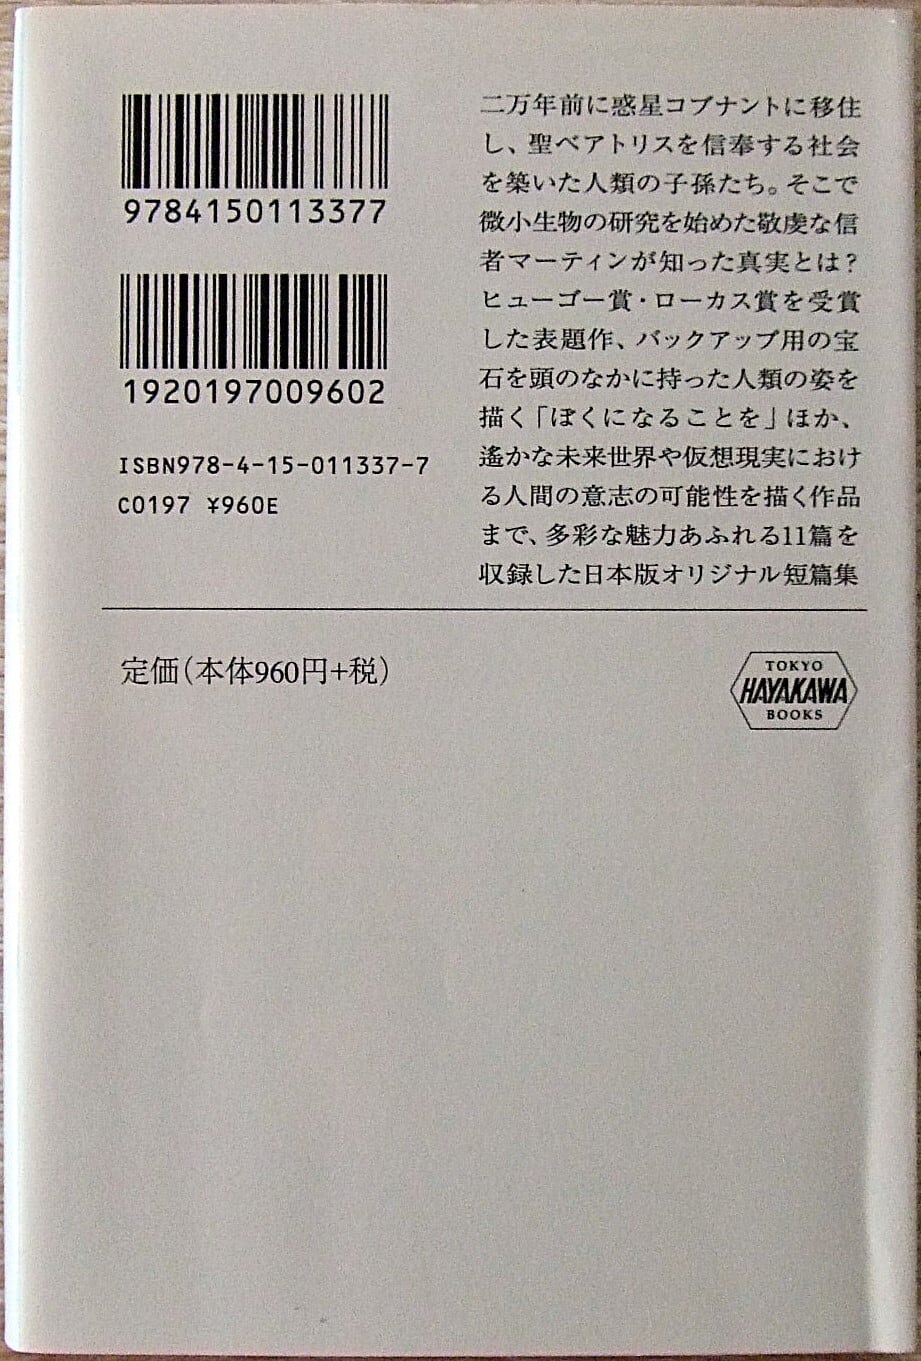 9784150113377
1920197009602
ISBN978-4-15-011337-7
C0197 ¥960E
二万年前に惑星コブナントに移住
し、聖ベアトリスを信奉する社会
を築いた人類の子孫たち。そこで
微小生物の研究を始めた敬虔な信
者マーティンが知った真実とは？
ヒューゴー賞・ローカス賞を受賞
した表題作、バックアップ用の宝
石を頭のなかに持った人類の姿を
描く「ぼくになることを」ほか、
遙かな未来世界や仮想現実におけ
る人間の意志の可能性を描く作品
まで、多彩な魅力あふれる11篇を
収録した日本版オリジナル短篇集
定価（本体960円+税）
TOKYO
HAYAKAWA
BOOKS